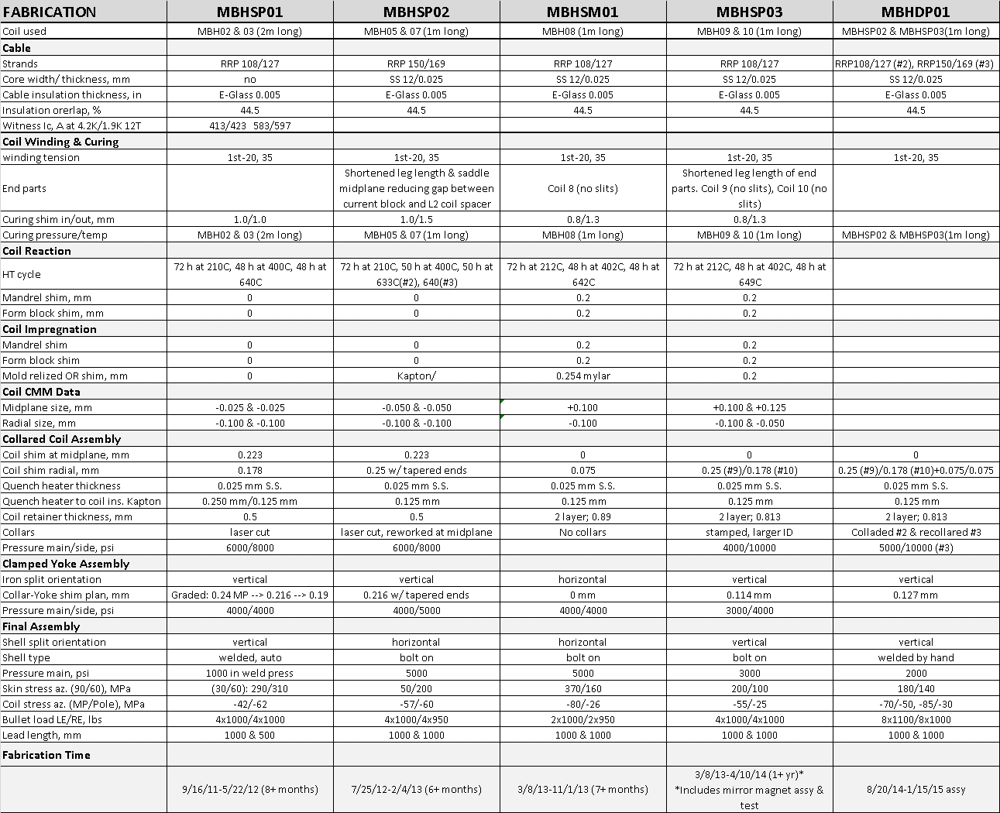 FABRICATION MBHSP01 MBHSP02 MBHSM01 MBHSP03 MBHDP01
Coil used MBH02 & 03 (2m long) MBH05 & 07 (1m long) MBH08 (1m long) MBH09 & 10 (1m long) MBHSP02 & MBHSP03(1m long)
Cable
Strands RRP 108/127 RRP 150/169 RRP 108/127 RRP 108/127 RRP108/127 (#2), RRP150/169 (#3)
Core width/ thickness, mm no SS 12/0.025 SS 12/0.025 SS 12/0.025 SS 12/0.025
Cable insulation thickness, in E-Glass 0.005 E-Glass 0.005 E-Glass 0.005 E-Glass 0.005 E-Glass 0.005
Insulation orerlap, % 44.5 44.5 44.5 44.5 44.5
Witness Ic, A at 4.2K/1.9K 12T 413/423 583/597
Coil Winding & Curing
winding tension 1st-20, 35 1st-20, 35 1st-20, 35 1st-20, 35 1st-20, 35
End parts Shortened leg length & saddle midplane reducing gap between current block and L2 coil spacer Coil 8 (no slits) Shortened leg length of end parts. Coil 9 (no slits), Coil 10 (no slits)
Curing shim in/out, mm 1.0/1.0 1.0/1.5 0.8/1.3 0.8/1.3
Curing pressure/temp MBH02 & 03 (2m long) MBH05 & 07 (1m long) MBH08 (1m long) MBH09 & 10 (1m long) MBHSP02 & MBHSP03(1m long)
Coil Reaction
HT cycle 72 h at 210C, 48 h at 400C, 48 h at 640C 72 h at 210C, 50 h at 400C, 50 h at 633C(#2), 640(#3) 72 h at 212C, 48 h at 402C, 48 h at 642C 72 h at 212C, 48 h at 402C, 48 h at 649C
Mandrel shim, mm 0 0 0.2 0.2
Form block shim, mm 0 0 0.2 0.2
Coil Impregnation
Mandrel shim 0 0 0.2 0.2
Form block shim 0 0 0.2 0.2
Mold relized OR shim, mm 0 Kapton/ 0.254 mylar 0.2
Coil CMM Data
Midplane size, mm -0.025 & -0.025 -0.050 & -0.050 +0.100 +0.100 & +0.125
Radial size, mm -0.100 & -0.100 -0.100 & -0.100 -0.100 -0.100 & -0.050
Collared Coil Assembly
Coil shim at midplane, mm 0.223 0.223 0 0 0
Coil shim radial, mm 0.178 0.25 w/ tapered ends 0.075 0.25 (#9)/0.178 (#10) 0.25 (#9)/0.178 (#10)+0.075/0.075
Quench heater thickness 0.025 mm S.S. 0.025 mm S.S. 0.025 mm S.S. 0.025 mm S.S. 0.025 mm S.S.
Quench heater to coil ins. Kapton 0.250 mm/0.125 mm 0.125 mm 0.125 mm 0.125 mm 0.125 mm
Coil retainer thickness, mm 0.5 0.5 2 layer; 0.89 2 layer; 0.813 2 layer; 0.813
Collars laser cut laser cut, reworked at midplane No collars stamped, larger ID Colladed #2 & recollared #3
Pressure main/side, psi 6000/8000 6000/8000 4000/10000 5000/10000 (#3)
Clamped Yoke Assembly
Iron split orientation vertical vertical horizontal vertical vertical
Collar-Yoke shim plan, mm Graded: 0.24 MP --> 0.216 --> 0.19 0.216 w/ tapered ends 0 mm 0.114 mm 0.127 mm
Pressure main/side, psi 4000/4000 4000/5000 4000/4000 3000/4000
Final Assembly
Shell split orientation vertical horizontal horizontal vertical vertical
Shell type welded, auto bolt on bolt on bolt on welded by hand
Pressure main, psi 1000 in weld press 5000 5000 3000 2000
Skin stress az. (90/60), MPa (30/60): 290/310 50/200 370/160 200/100 180/140
Coil stress az. (MP/Pole), MPa -42/-62 -57/-60 -80/-26 -55/-25 -70/-50, -85/-30
Bullet load LE/RE, lbs 4x1000/4x1000 4x1000/4x950 2x1000/2x950 4x1000/4x1000 8x1100/8x1000
Lead length, mm 1000 & 500 1000 & 1000 1000 & 1000 1000 & 1000 1000 & 1000
Fabrication Time
9/16/11-5/22/12 (8+ months) 7/25/12-2/4/13 (6+ months) 3/8/13-11/1/13 (7+ months) 3/8/13-4/10/14 (1+ yr)* *Includes mirror magnet assy & test 8/20/14-1/15/15 assy